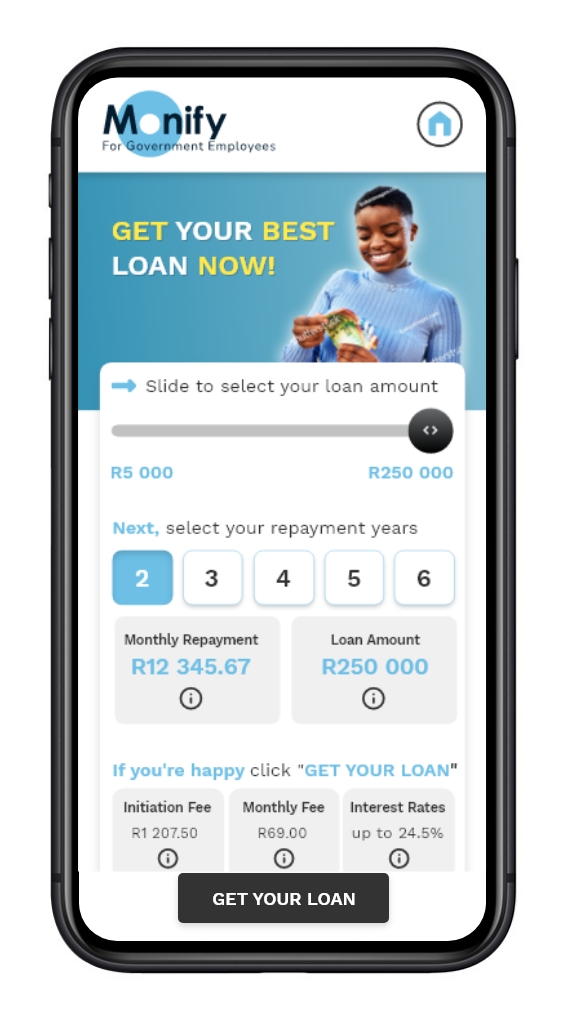 Monify
For Government Employees
GET YOUR BEST
LOAN NOW!
Slide to select your loan amount
R5 000 R250 000
Next, select your repayment years
2 3 4 5 6
Monthly Repayment Loan Amount
R12 345.67 R250 000
If you're happy click "GET YOUR LOAN"
Initiation Fee Monthly Fee Interest Rates
R1 207.50 R69.00 up to 24.5%
GET YOUR LOAN